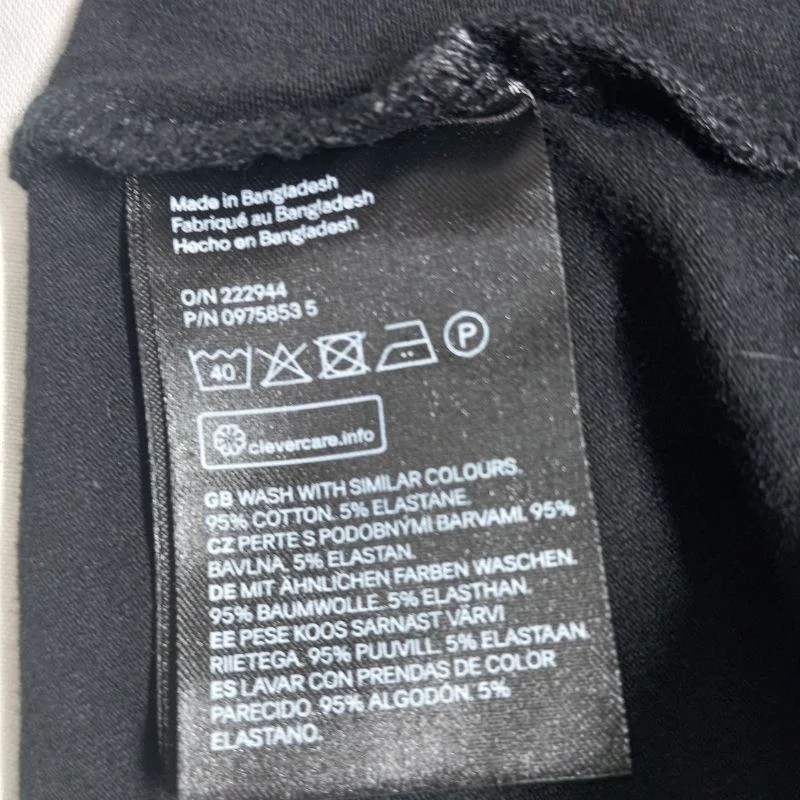 Made in Bangladesh
Fabriqué au Bangladesh
Hecho en Bangladesh
O/N 222944
P/N 0975853 5
40
P
clevercare.info
GB WASH WITH SIMILAR COLOURS.
95% COTTON. 5% ELASTANE.
CZ PERTE S PODOBNÝMI BARVAMI. 95%
BAVLNA. 5% ELASTAN.
DE MIT ÄHNLICHEN FARBEN WASCHEN.
95% BAUMWOLLE. 5% ELASTHAN.
EE PESE KOOS SARNAST VÄRVI
RIIETEGA. 95% PUUVILL. 5% ELASTAAN.
ES LAVAR CON PRENDAS DE COLOR
PARECIDO. 95% ALGODÓN. 5%
ELASTANO.